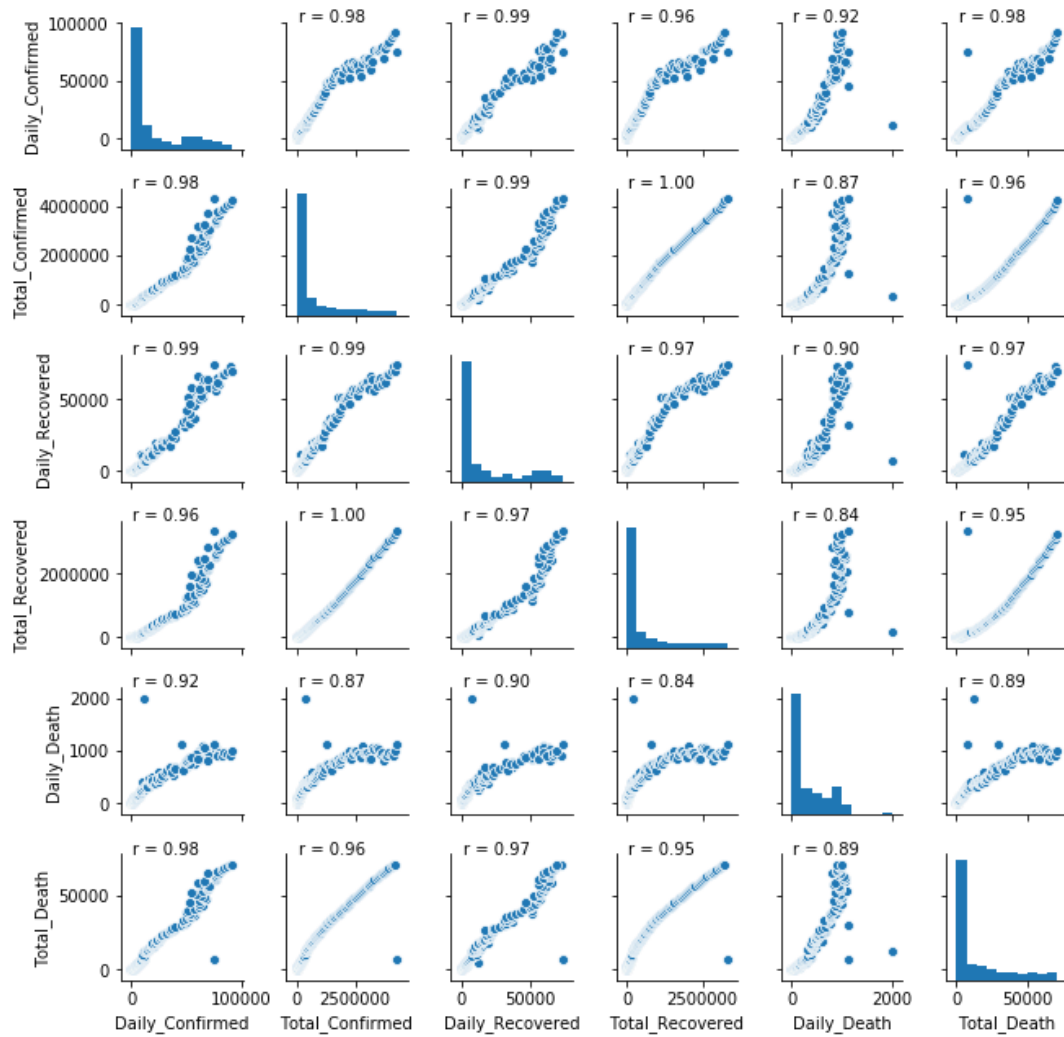 r = 0.98 r = 0.99 r = 0.96 r = 0.92 r = 0.98
100000
50000
0
Daily_Confirmed
r = 0.98 r = 0.99 r = 1.00 r = 0.87 r = 0.96
4000000
2000000
0
Total_Confirmed
r = 0.99 r = 0.99 r = 0.97 r = 0.90 r = 0.97
50000
0
Daily_Recovered
r = 0.96 r = 1.00 r = 0.97 r = 0.84 r = 0.95
2000000
0
Total_Recovered
r = 0.92 r = 0.87 r = 0.90 r = 0.84 r = 0.89
2000
1000
0
Daily_Death
r = 0.98 r = 0.96 r = 0.97 r = 0.95 r = 0.89
50000
0
Total_Death
0 100000 0 2500000 0 50000 0 2500000 0 2000 0 50000
Daily_Confirmed Total_Confirmed Daily_Recovered Total_Recovered Daily_Death Total_Death